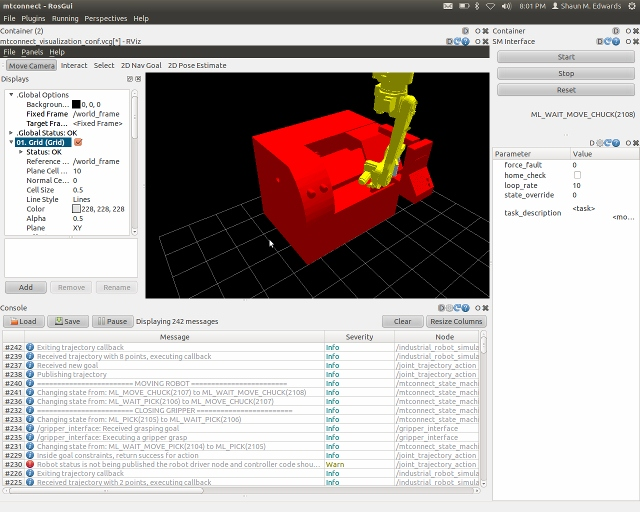 mtconnect - RosGui
8:01 PM
Shaun M. Edwards
File Plugins Running Perspectives Help
Container (2)
mtconnect_visualization_conf.vcg[*] - RViz
File Panels Help
Move Camera Interact Select 2D Nav Goal 2D Pose Estimate
Displays
.Global Options
Backgroun... 0, 0, 0
Fixed Frame /world_frame
Target Fra... <Fixed Frame>
.Global Status: OK
01. Grid (Grid)
Status: OK
Reference ... /world_frame
Plane Cell ... 10
Normal Ce... 0
Cell Size 0.5
Line Style Lines
Color 228, 228, 228
Alpha 0.5
Plane XY
Add Remove Rename
Container
SM Interface
Start
Stop
Reset
ML_WAIT_MOVE_CHUCK(2108)
Parameter Value
force_fault 0
home_check
loop_rate 10
state_override 0
task_description <task>
<mo...
Console
Load Save Pause Displaying 242 messages Clear Resize Columns
Message Severity Node
#242 Exiting trajectory callback Info /industrial_robot_simula
#239 Received trajectory with 8 points, executing callback Info /industrial_robot_simula
#237 Received new goal Info /joint_trajectory_action
#238 Publishing trajectory Info /joint_trajectory_action
#240 ======================== MOVING ROBOT ======================== Info /mtconnect_state_machi
#241 Changing state from: ML_MOVE_CHUCK(2107) to ML_WAIT_MOVE_CHUCK(2108) Info /mtconnect_state_machi
#236 Changing state from: ML_WAIT_PICK(2106) to ML_MOVE_CHUCK(2107) Info /mtconnect_state_machi
#232 ======================== CLOSING GRIPPER ======================== Info /mtconnect_state_machi
#233 Changing state from: ML_PICK(2105) to ML_WAIT_PICK(2106) Info /mtconnect_state_machi
#234 /gripper_interface: Received grasping goal Info /gripper_interface
#235 /gripper_interface: Executing a gripper grasp Info /gripper_interface
#231 Changing state from: ML_WAIT_MOVE_PICK(2104) to ML_PICK(2105) Info /mtconnect_state_machi
#229 Inside goal constraints, return success for action Info /joint_trajectory_action
#230 Robot status is not being published the robot driver node and controller code shou... Warn /joint_trajectory_action
#226 Exiting trajectory callback Info /industrial_robot_simula
#225 Received trajectory with 2 points, executing callback Info /industrial_robot_simula